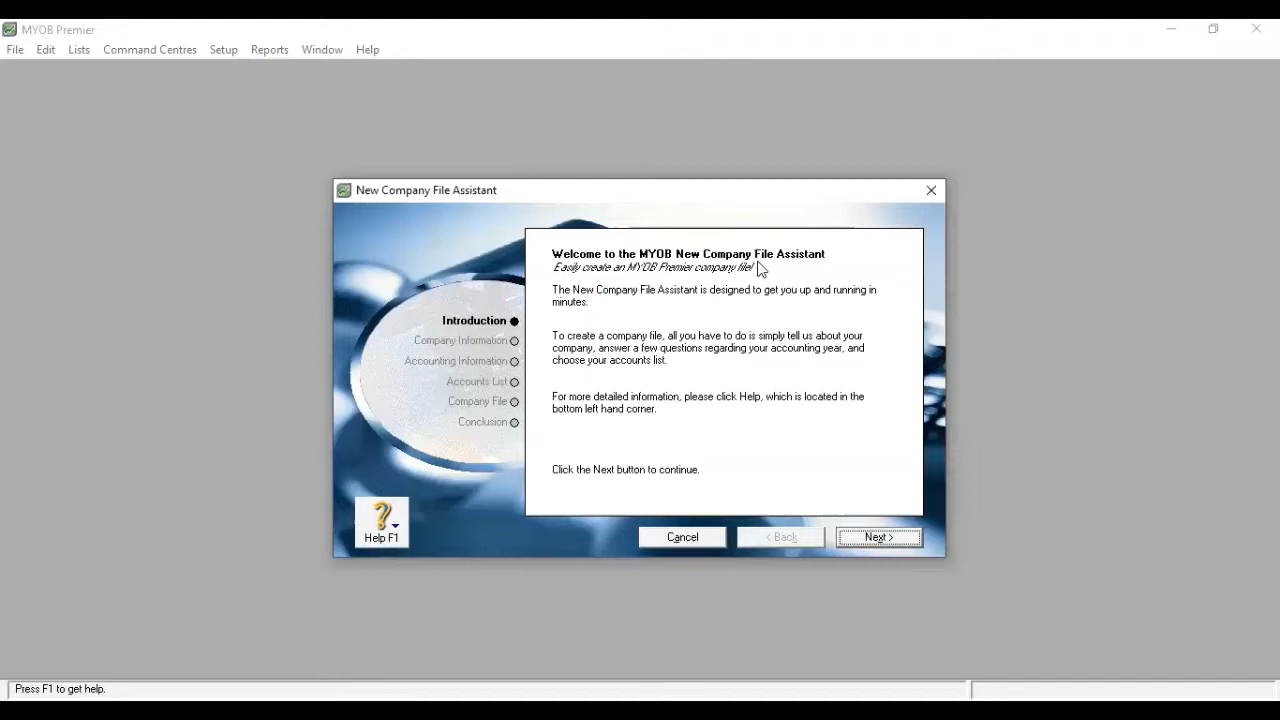 MYOB Premier
File Edit Lists Command Centres Setup Reports Window Help
New Company File Assistant
Introduction
Company Information
Accounting Information
Accounts List
Company File
Conclusion
Welcome to the MYOB New Company File Assistant
Easily create an MYOB Premier company file!
The New Company File Assistant is designed to get you up and running in
minutes.
To create a company file, all you have to do is simply tell us about your
company, answer a few questions regarding your accounting year, and
choose your accounts list.
For more detailed information, please click Help, which is located in the
bottom left hand corner.
Click the Next button to continue.
Help F1
Cancel < Back Next >
Press F1 to get help.